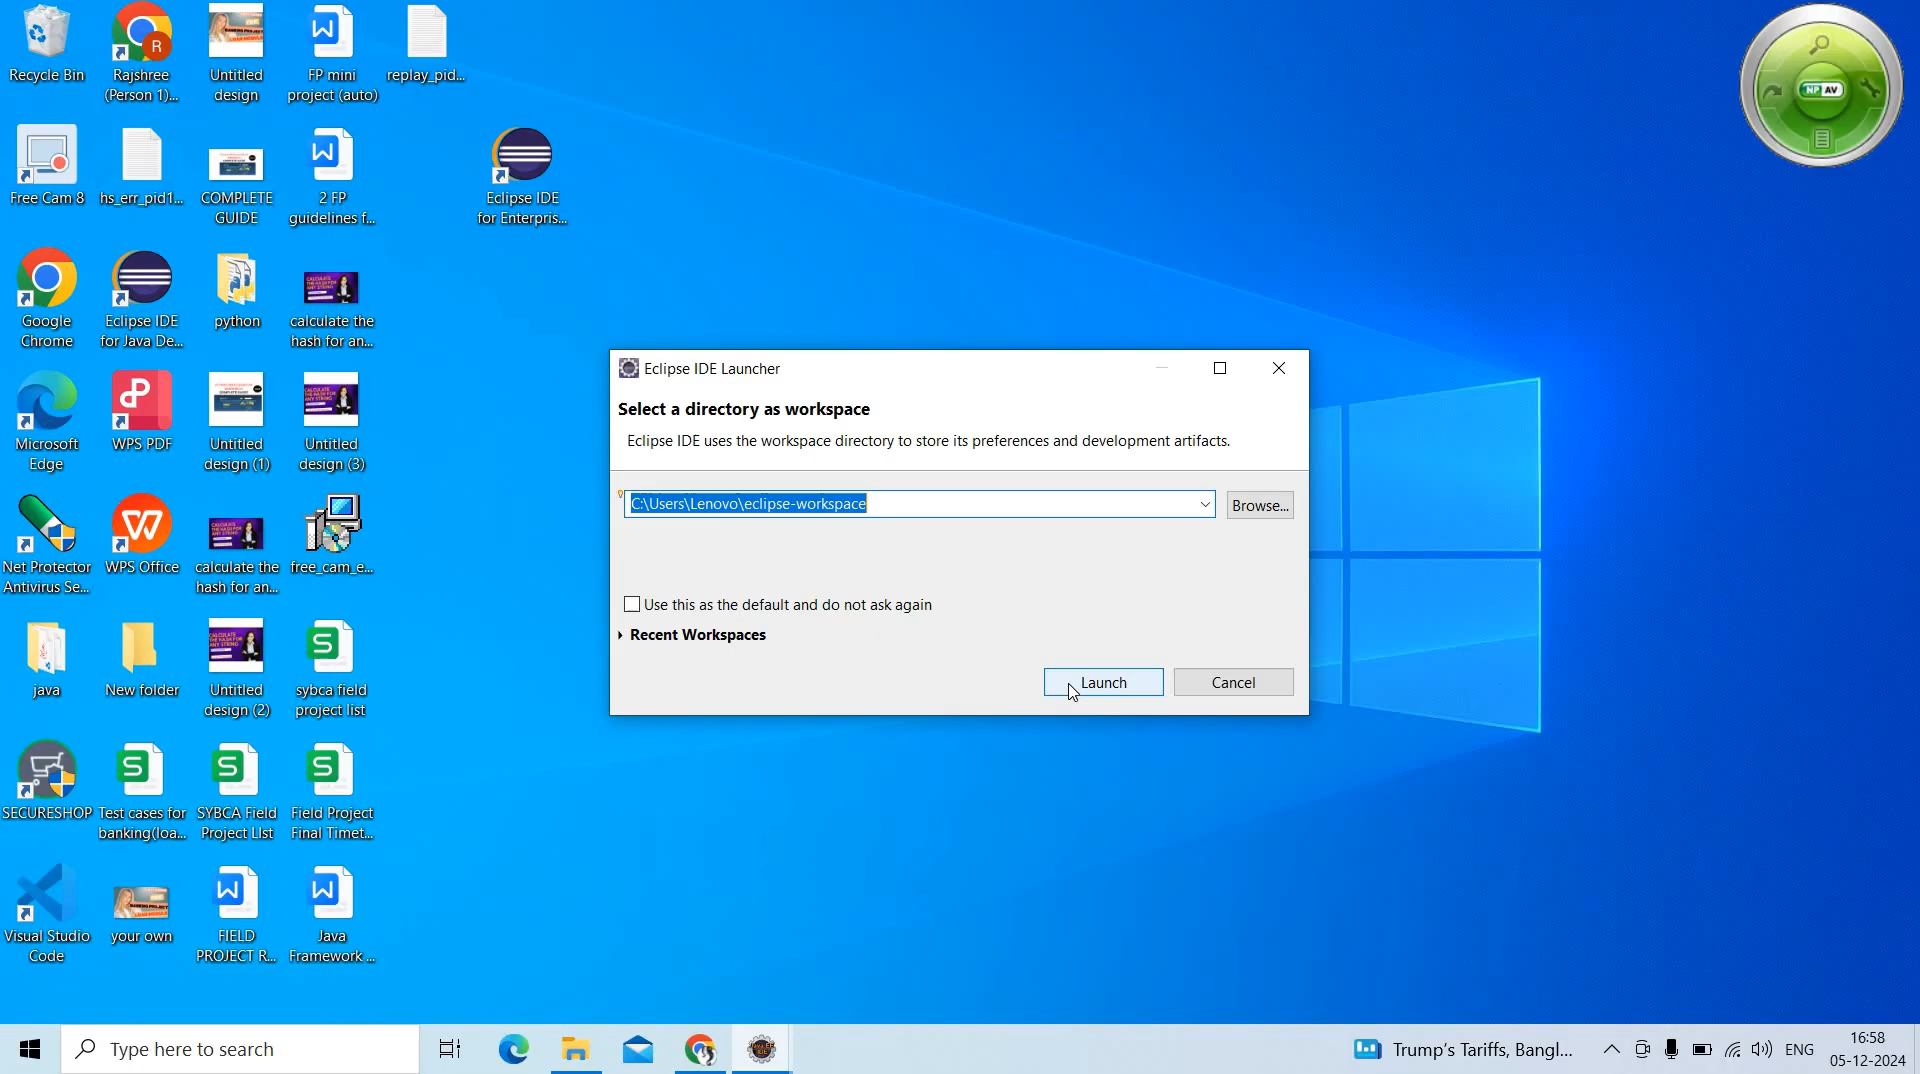 Recycle Bin
Rajshree
(Person 1)...
Untitled
design
FP mini
project (auto)
replay_pid...
Free Cam 8
hs_err_pid1...
COMPLETE
GUIDE
2 FP
guidelines f...
Eclipse IDE
for Enterpris...
Google
Chrome
Eclipse IDE
for Java De...
python
calculate the
hash for an...
Microsoft
Edge
WPS PDF
Untitled
design (1)
Untitled
design (3)
Net Protector
Antivirus Se...
WPS Office
calculate the
hash for an...
free_cam_e...
java
New folder
Untitled
design (2)
sybca field
project list
SECURESHOP
Test cases for
banking(loa...
SYBCA Field
Project LIst
Field Project
Final Timet...
Visual Studio
Code
your own
FIELD
PROJECT R...
Java
Framework ...
NP AV
Eclipse IDE Launcher
Select a directory as workspace
Eclipse IDE uses the workspace directory to store its preferences and development artifacts.
C:\Users\Lenovo\eclipse-workspace
Browse...
Use this as the default and do not ask again
Recent Workspaces
Launch
Cancel
Type here to search
Trump's Tariffs, Bangl...
ENG
16:58
05-12-2024